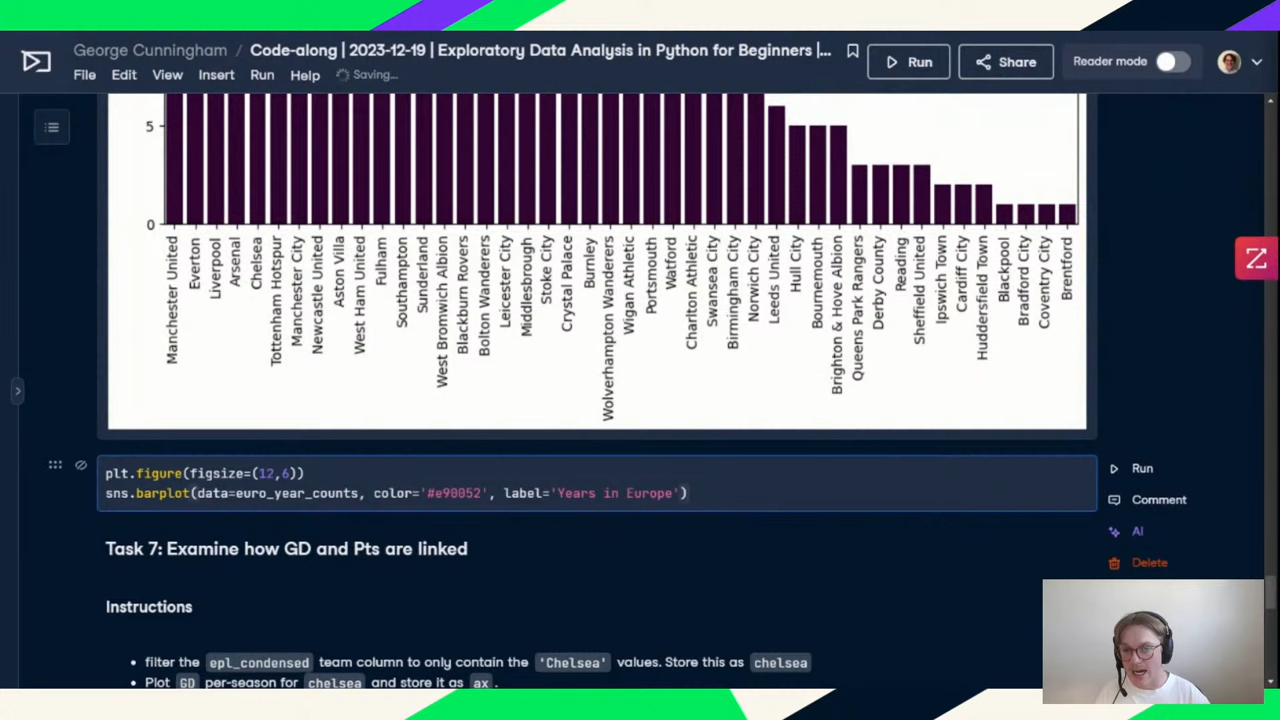 George Cunningham / Code-along | 2023-12-19 | Exploratory Data Analysis in Python for Beginners |...
Run
Share
Reader mode
File Edit View Insert Run Help Saving...
5
0
Manchester United
Everton
Liverpool
Arsenal
Chelsea
Tottenham Hotspur
Manchester City
Newcastle United
Aston Villa
West Ham United
Fulham
Southampton
Sunderland
West Bromwich Albion
Blackburn Rovers
Bolton Wanderers
Leicester City
Middlesbrough
Stoke City
Crystal Palace
Burnley
Wolverhampton Wanderers
Wigan Athletic
Portsmouth
Watford
Charlton Athletic
Swansea City
Birmingham City
Norwich City
Leeds United
Hull City
Bournemouth
Brighton & Hove Albion
Queens Park Rangers
Derby County
Reading
Sheffield United
Ipswich Town
Cardiff City
Huddersfield Town
Blackpool
Bradford City
Coventry City
Brentford
plt.figure(figsize=(12,6))
sns.barplot(data=euro_year_counts, color='#e90052', label='Years in Europe')
Run
Comment
AI
Delete
Task 7: Examine how GD and Pts are linked
Instructions
• filter the epl_condensed team column to only contain the 'Chelsea' values. Store this as chelsea
• Plot GD per-season for chelsea and store it as ax.